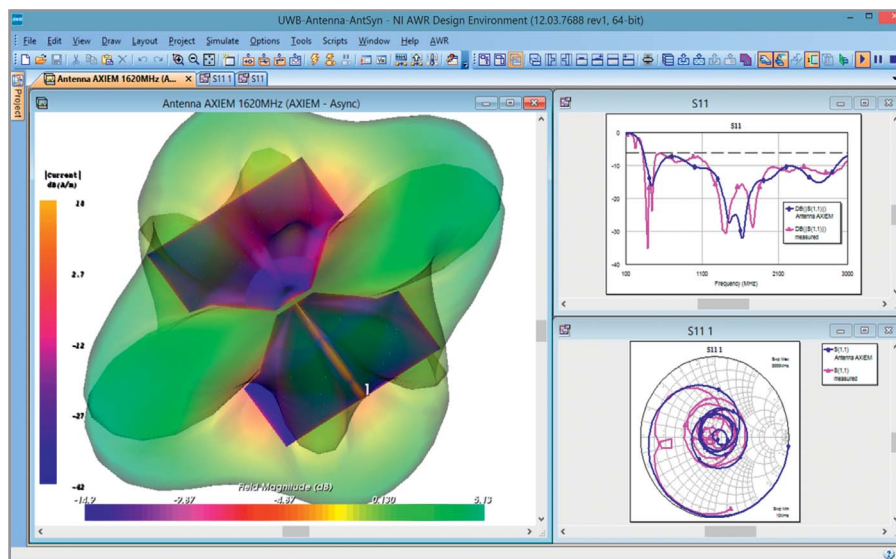 UWB-Antenna-AntSyn - NI AWR Design Environment (12.03.7688 rev1, 64-bit)
File Edit View Draw Layout Project Simulate Options Tools Scripts Window Help AWR
Antenna AXIEM 1620MHz (A... × S11 1 S11
Project
Antenna AXIEM 1620MHz (AXIEM - Async)
|Current|
dB(A/m)
2.7
-12
-27
-42
1
Field Magnitude (dB)
-14.9 -9.87 -4.87 0.130 5.13
S11
S11
0
-10
-20
-30
-40
100 1100 2100 3000
Frequency (MHz)
DB(|S(1,1)|)
Antenna AXIEM
DB(|S(1,1)|)
measured
S11 1
S11 1
Swp Max
Swp Min
S(1,1)
Antenna AXIEM
S(1,1)
measured